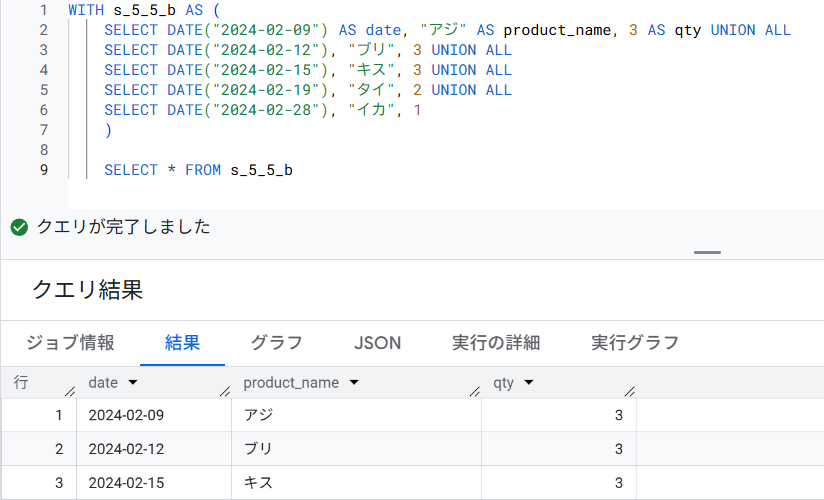 1 WITH s_5_5_b AS (
2 SELECT DATE("2024-02-09") AS date, "アジ" AS product_name, 3 AS qty UNION ALL
3 SELECT DATE("2024-02-12"), "ブリ", 3 UNION ALL
4 SELECT DATE("2024-02-15"), "キス", 3 UNION ALL
5 SELECT DATE("2024-02-19"), "タイ", 2 UNION ALL
6 SELECT DATE("2024-02-28"), "イカ", 1
7 )
8
9 SELECT * FROM s_5_5_b
クエリが完了しました
クエリ結果
ジョブ情報 結果 グラフ JSON 実行の詳細 実行グラフ
行 date product_name qty
1 2024-02-09 アジ 3
2 2024-02-12 ブリ 3
3 2024-02-15 キス 3